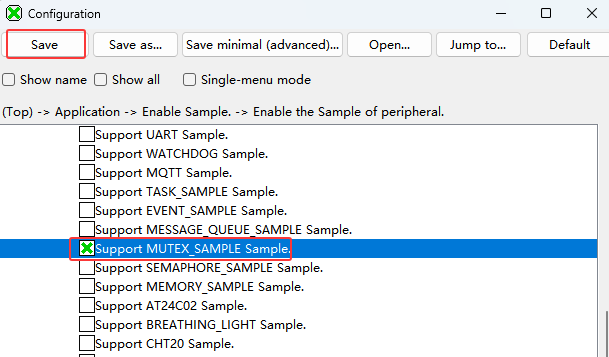 Configuration
Save Save as... Save minimal (advanced)... Open... Jump to... Default
Show name Show all Single-menu mode
(Top) -> Application -> Enable Sample. -> Enable the Sample of peripheral.
Support UART Sample.
Support WATCHDOG Sample.
Support MQTT Sample.
Support TASK_SAMPLE Sample.
Support EVENT_SAMPLE Sample.
Support MESSAGE_QUEUE_SAMPLE Sample.
Support MUTEX_SAMPLE Sample.
Support SEMAPHORE_SAMPLE Sample.
Support MEMORY_SAMPLE Sample.
Support AT24C02 Sample.
Support BREATHING_LIGHT Sample.
Support CHT20 Sample.